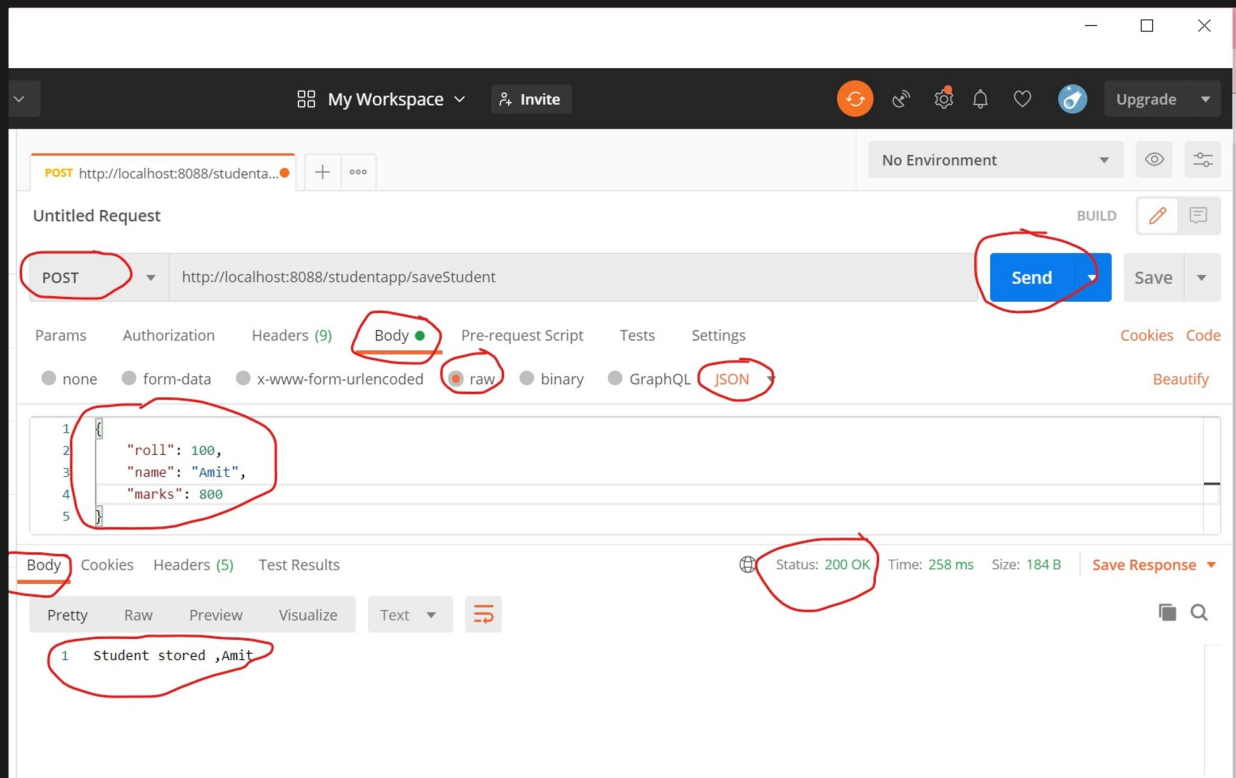 My Workspace Invite Upgrade
POST http://localhost:8088/studenta... No Environment
Untitled Request BUILD
POST http://localhost:8088/studentapp/saveStudent Send Save
Params Authorization Headers (9) Body Pre-request Script Tests Settings Cookies Code
none form-data x-www-form-urlencoded raw binary GraphQL JSON Beautify
1 {
2 "roll": 100,
3 "name": "Amit",
4 "marks": 800
5 }
Body Cookies Headers (5) Test Results Status: 200 OK Time: 258 ms Size: 184 B Save Response
Pretty Raw Preview Visualize Text
1 Student stored ,Amit